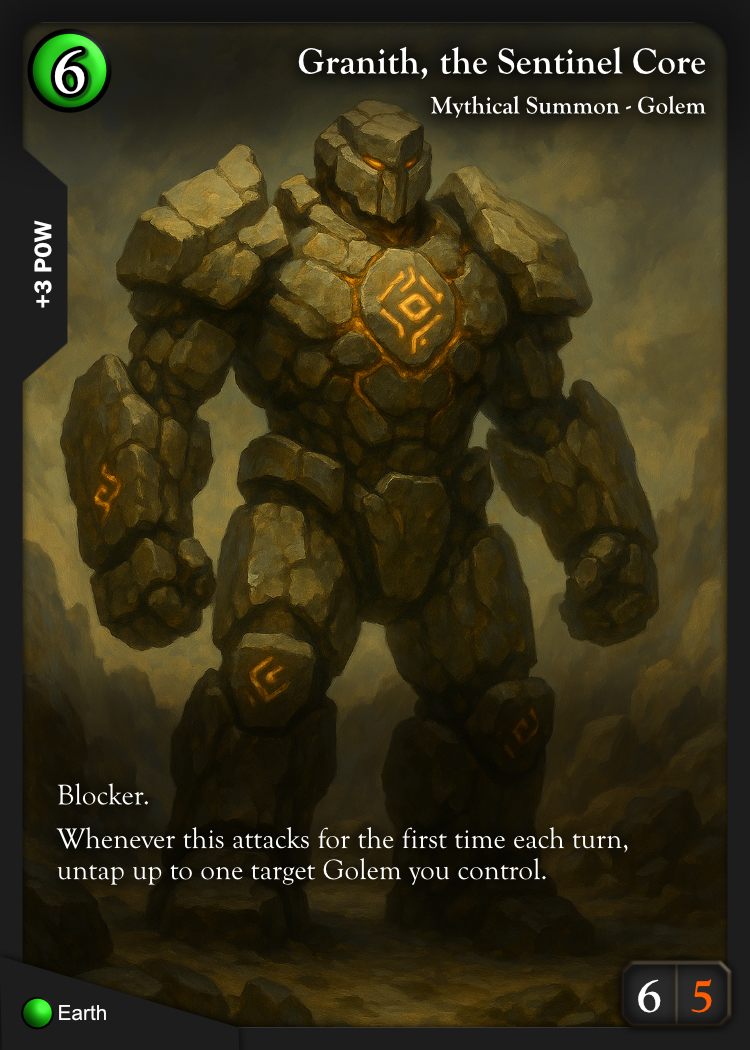 6
Granith, the Sentinel Core
Mythical Summon - Golem
+3 POW
Blocker.
Whenever this attacks for the first time each turn,
untap up to one target Golem you control.
6 5
Earth